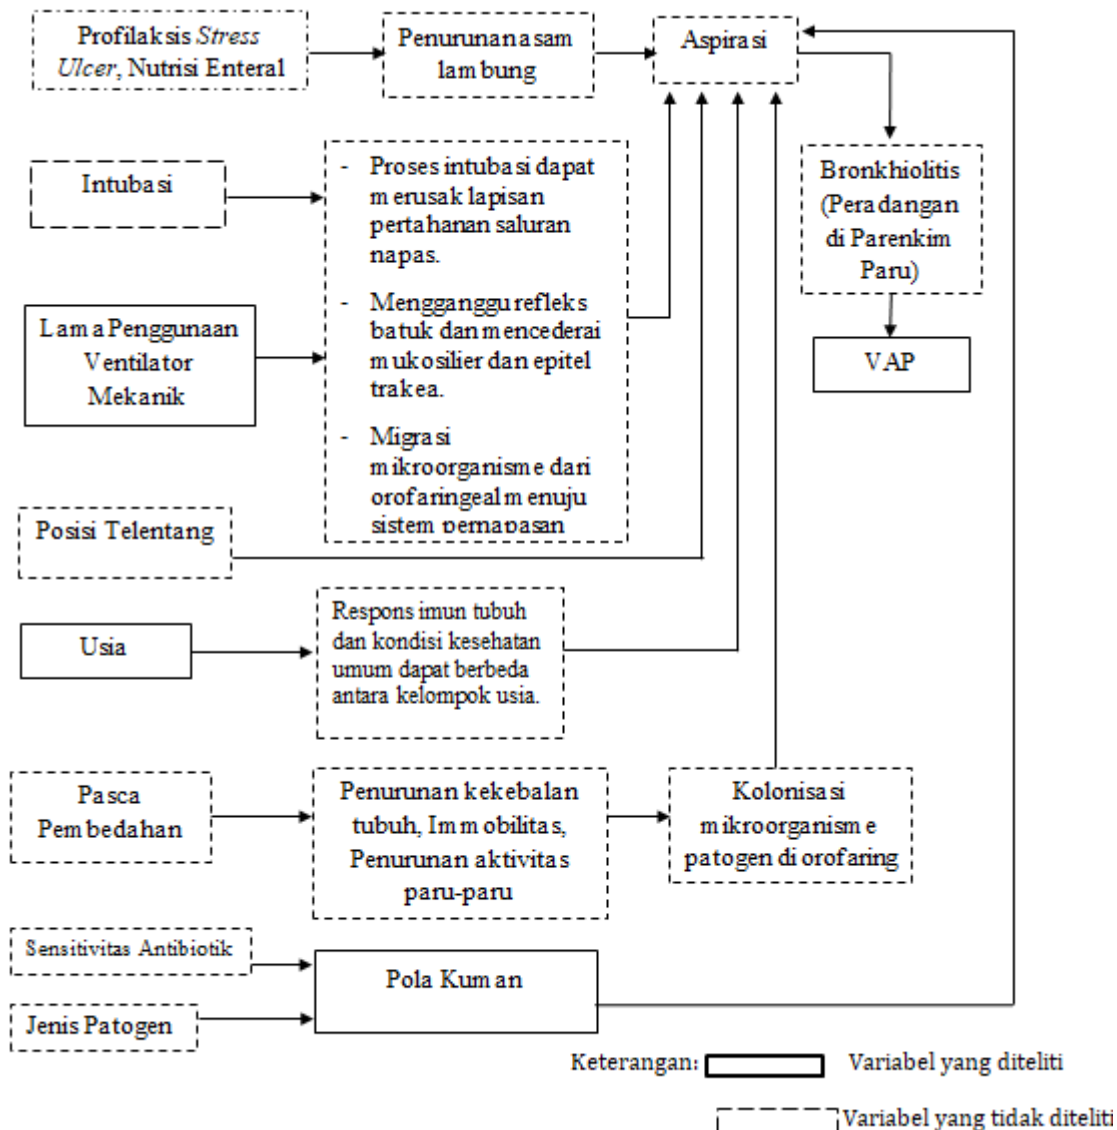 Profilaksis Stress
Ulcer, Nutrisi Enteral
Penurunan asam
lambung
Aspirasi
Intubasi
- Proses intubasi dapat
merusak lapisan
pertahanan saluran
napas.
- Mengganggu refleks
batuk dan mencederai
mukosilier dan epitel
trakea.
- Migrasi
mikroorganisme dari
orofaringeal menuju
sistem pernapasan
Bronkhiolitis
(Peradangan
di Parenkim
Paru)
Lama Penggunaan
Ventilator
Mekanik
VAP
Posisi Telentang
Usia
Respons imun tubuh
dan kondisi kesehatan
umum dapat berbeda
antara kelompok usia.
Pasca
Pembedahan
Penurunan kekebalan
tubuh, Immobilitas,
Penurunan aktivitas
paru-paru
Kolonisasi
mikroorganisme
patogen di orofaring
Sensitivitas Antibiotik
Pola Kuman
Jenis Patogen
Keterangan:
Variabel yang diteliti
Variabel yang tidak diteliti